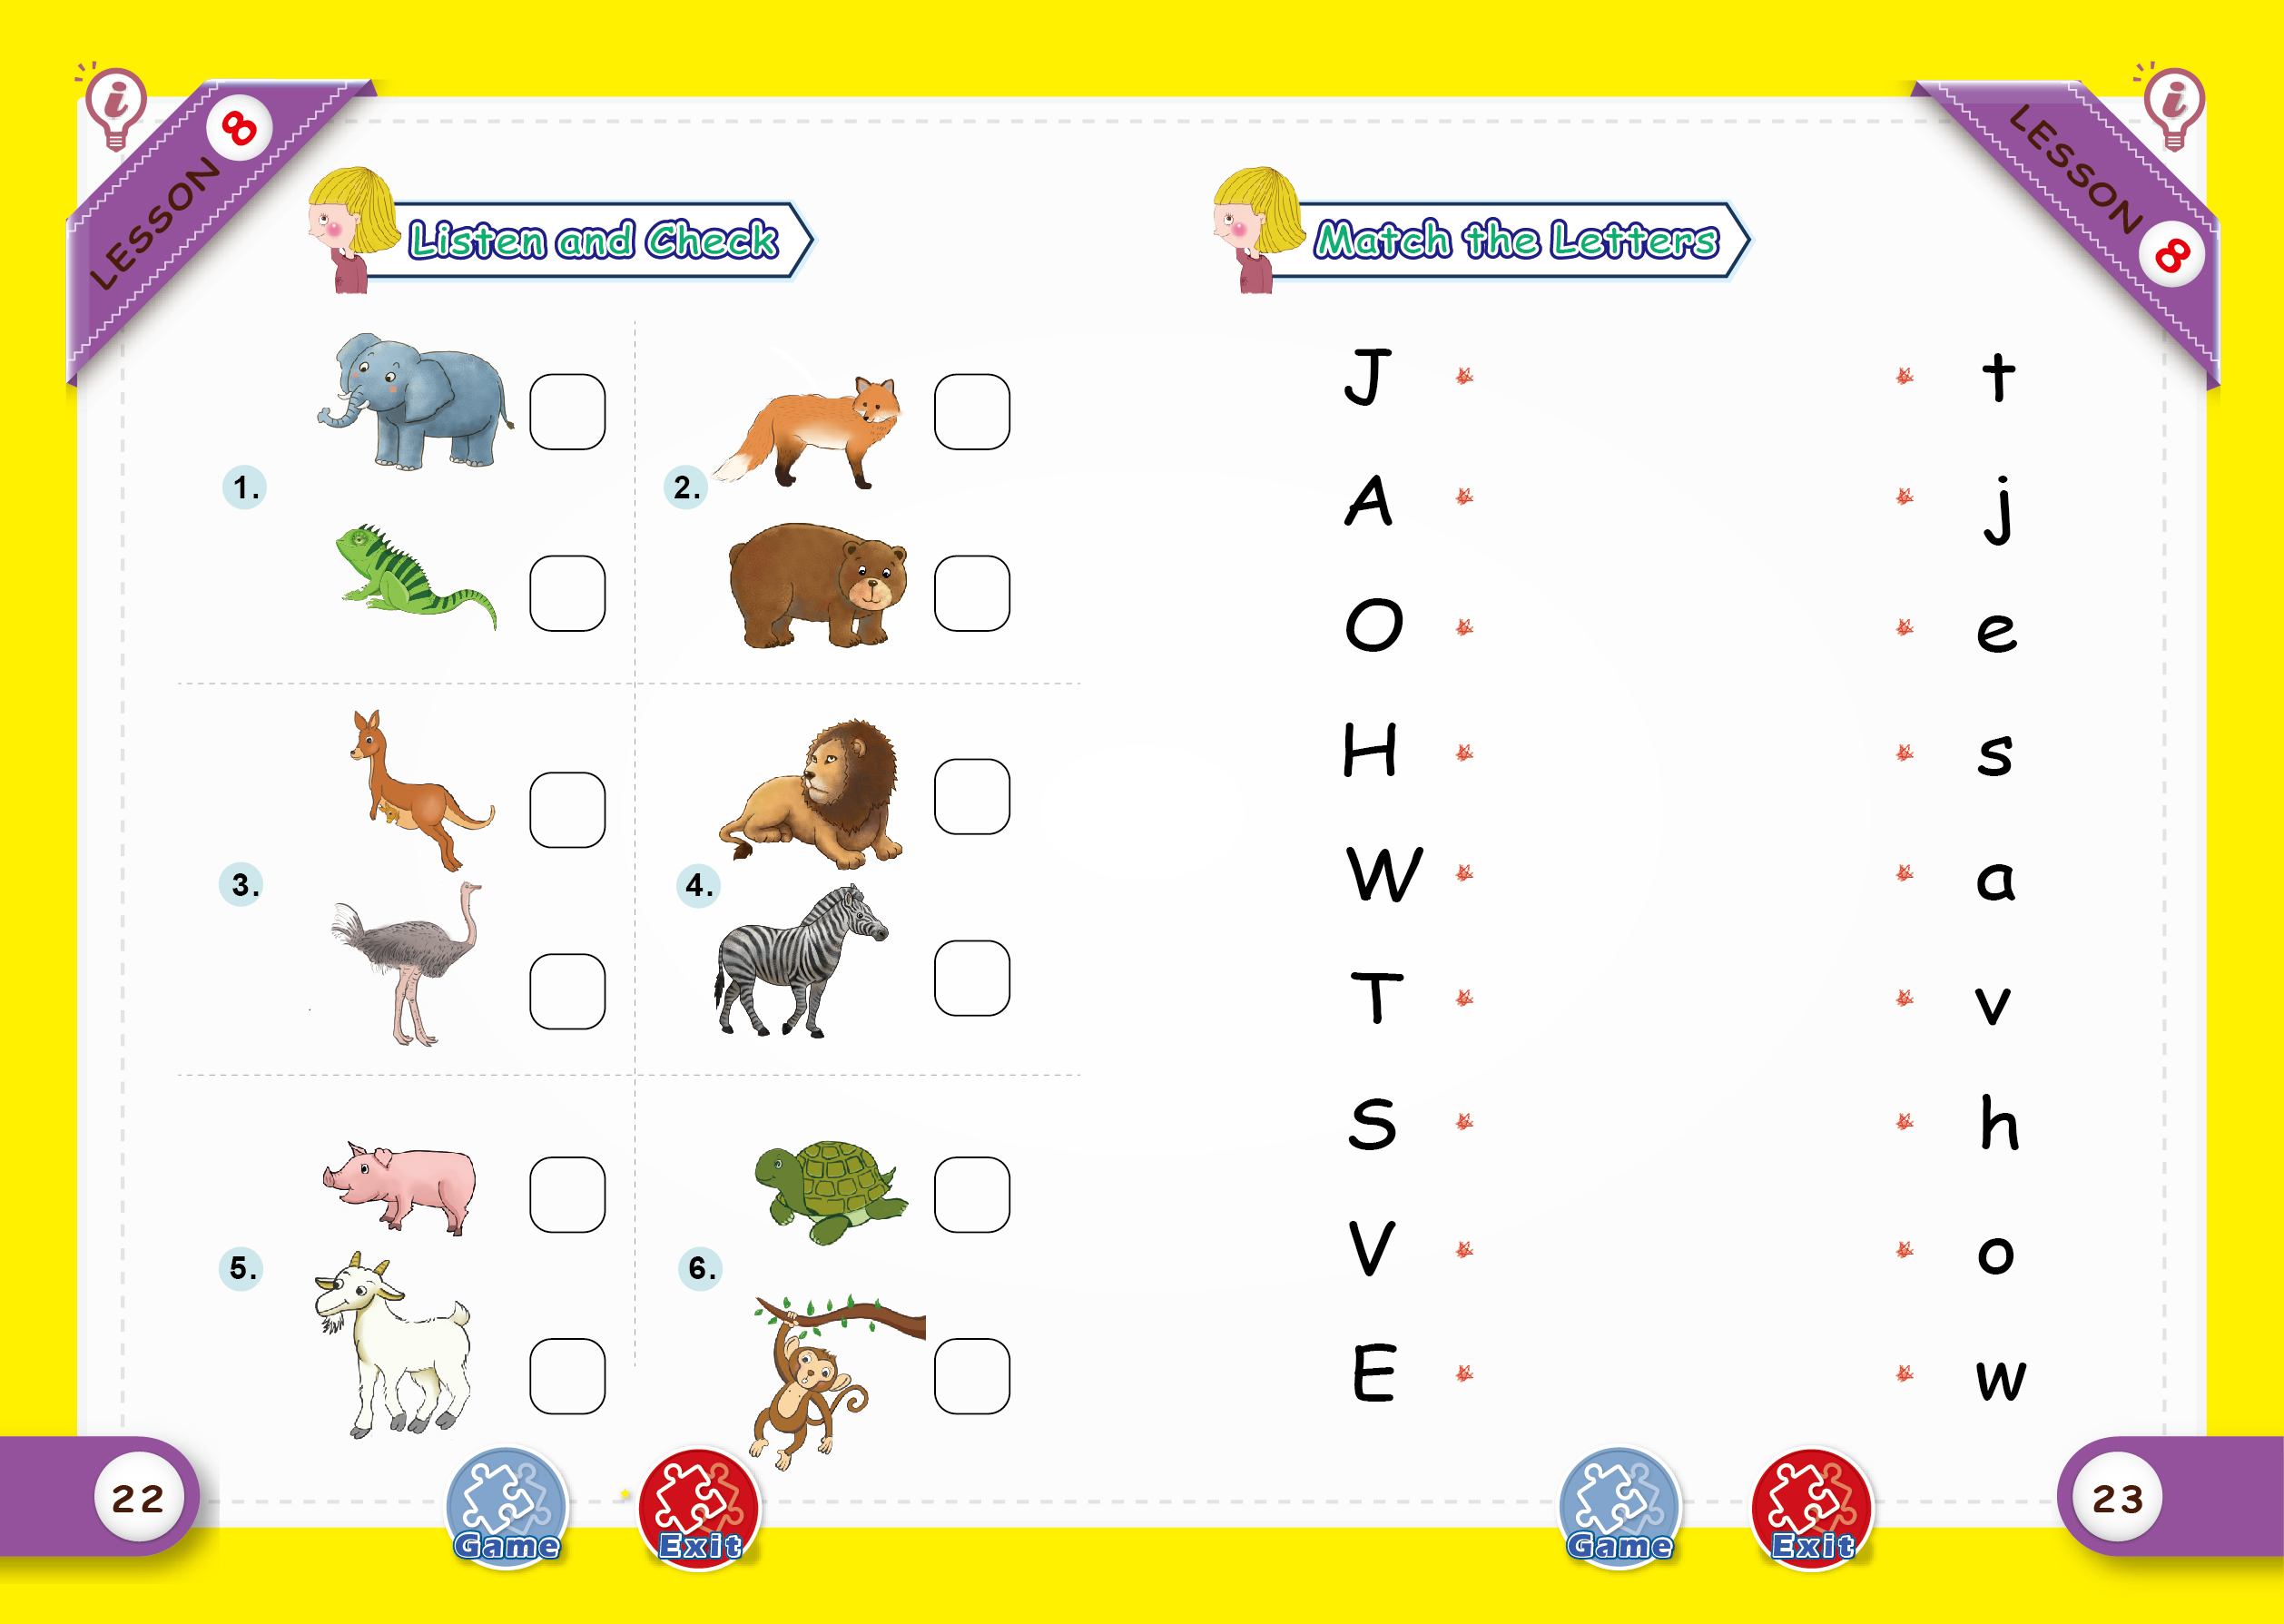 LESSON 8
Listen and Check
1.
2.
3.
4.
5.
6.
22
Game
Exit
LESSON 8
Match the Letters
J t
A j
O e
H s
W a
T v
S h
V o
E w
Game
Exit
23